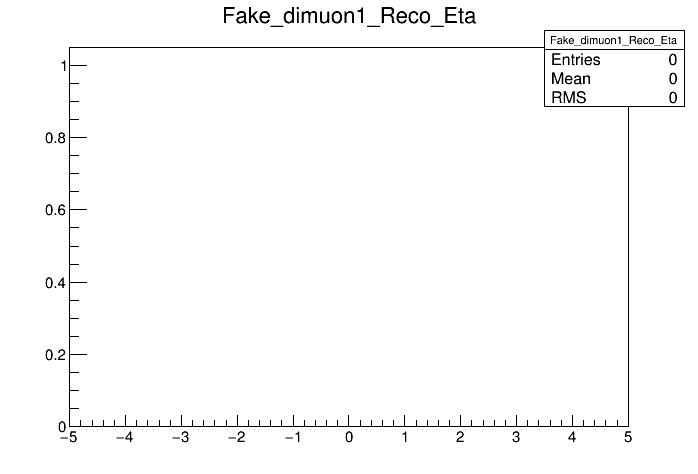 Fake_dimuon1_Reco_Eta
Fake_dimuon1_Reco_Eta
Entries 0
Mean 0
RMS 0
1
0.8
0.6
0.4
0.2
0
−5 −4 −3 −2 −1 0 1 2 3 4 5